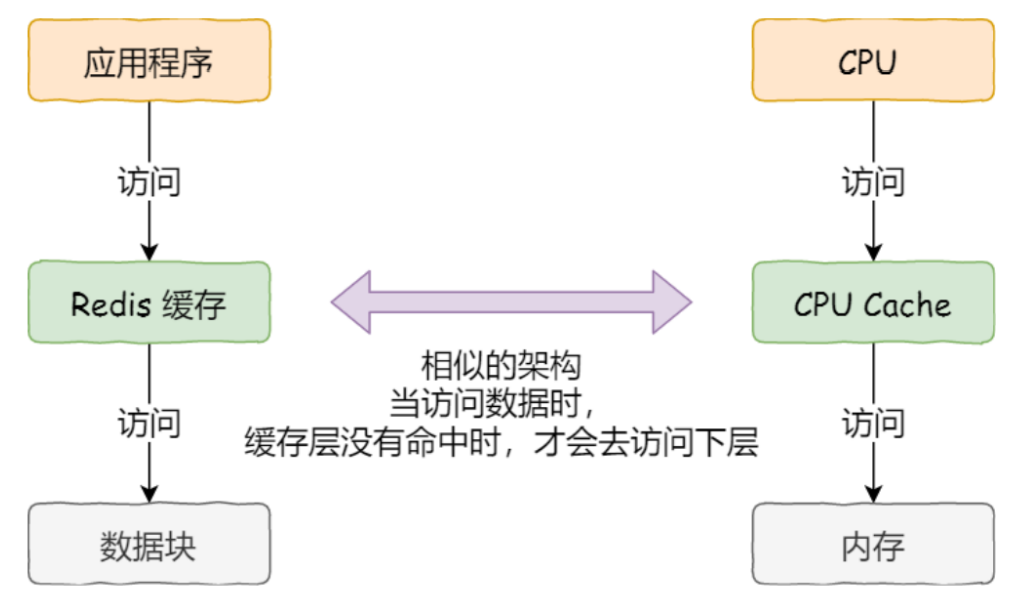 应用程序
CPU
访问
访问
Redis 缓存
CPU Cache
相似的架构
当访问数据时，
缓存层没有命中时，才会去访问下层
访问
访问
数据块
内存